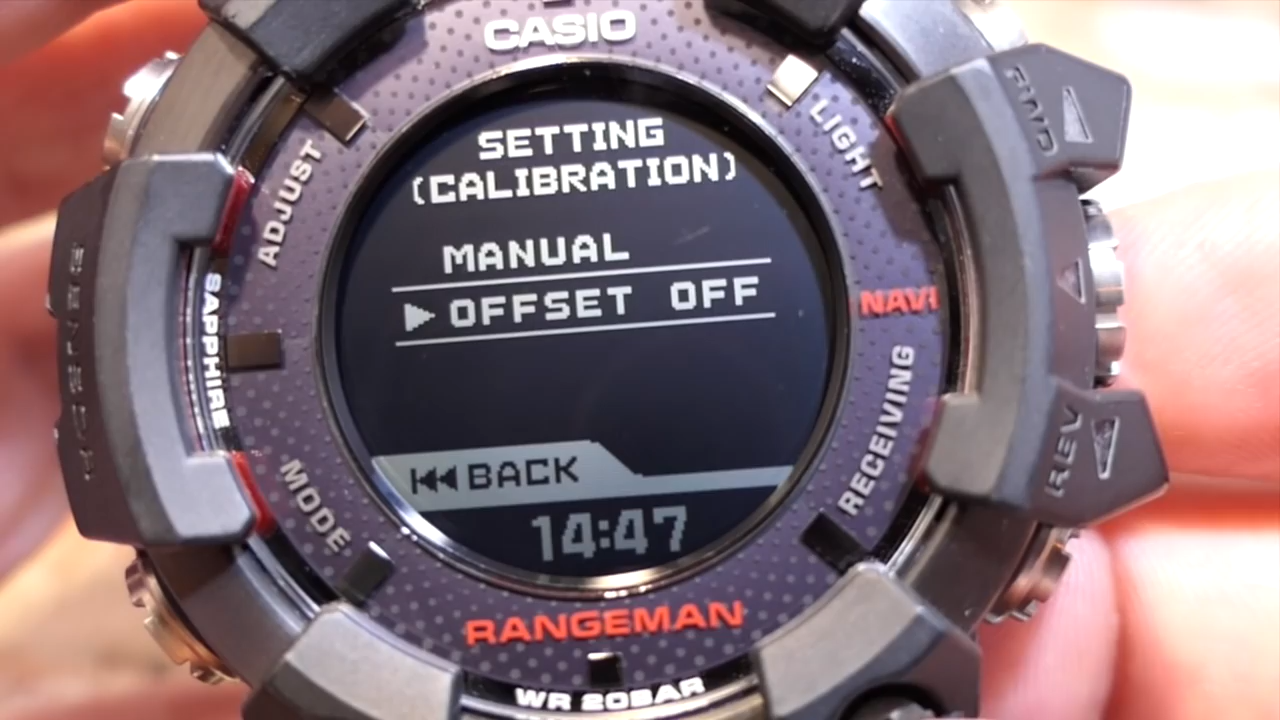 CASIO
LIGHT
FWD
ADJUST
SETTING
(CALIBRATION)
MANUAL
▶OFFSET OFF
SAPPHIRE
NAVI
RECEIVING
REV
MODE
⏮BACK
14:47
RANGEMAN
WR 20BAR